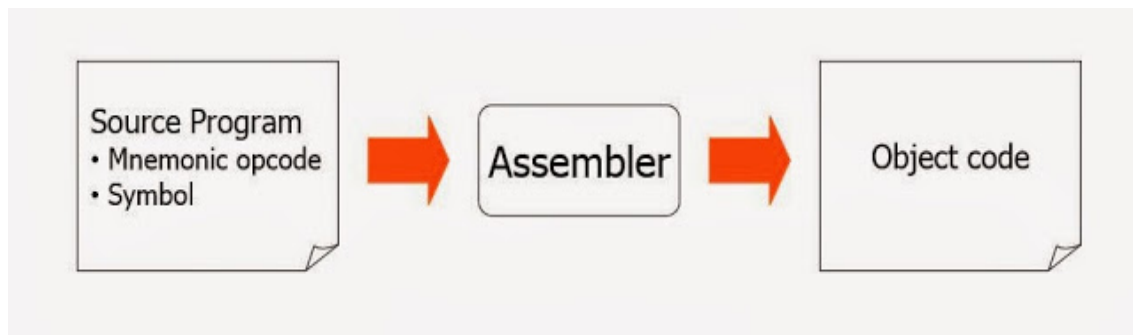 Source Program
• Mnemonic opcode
• Symbol
Assembler
Object code